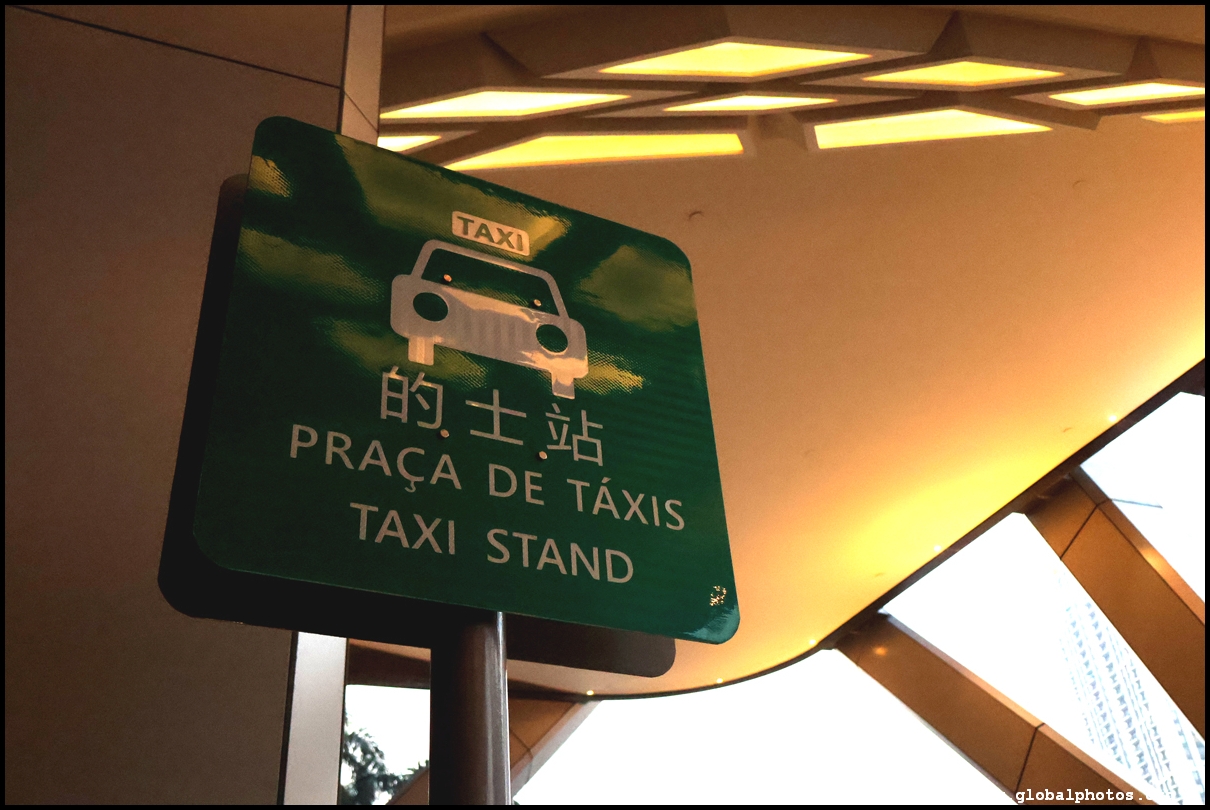 TAXI
的士站
PRAÇA DE TÁXIS
TAXI STAND
globalphotos.